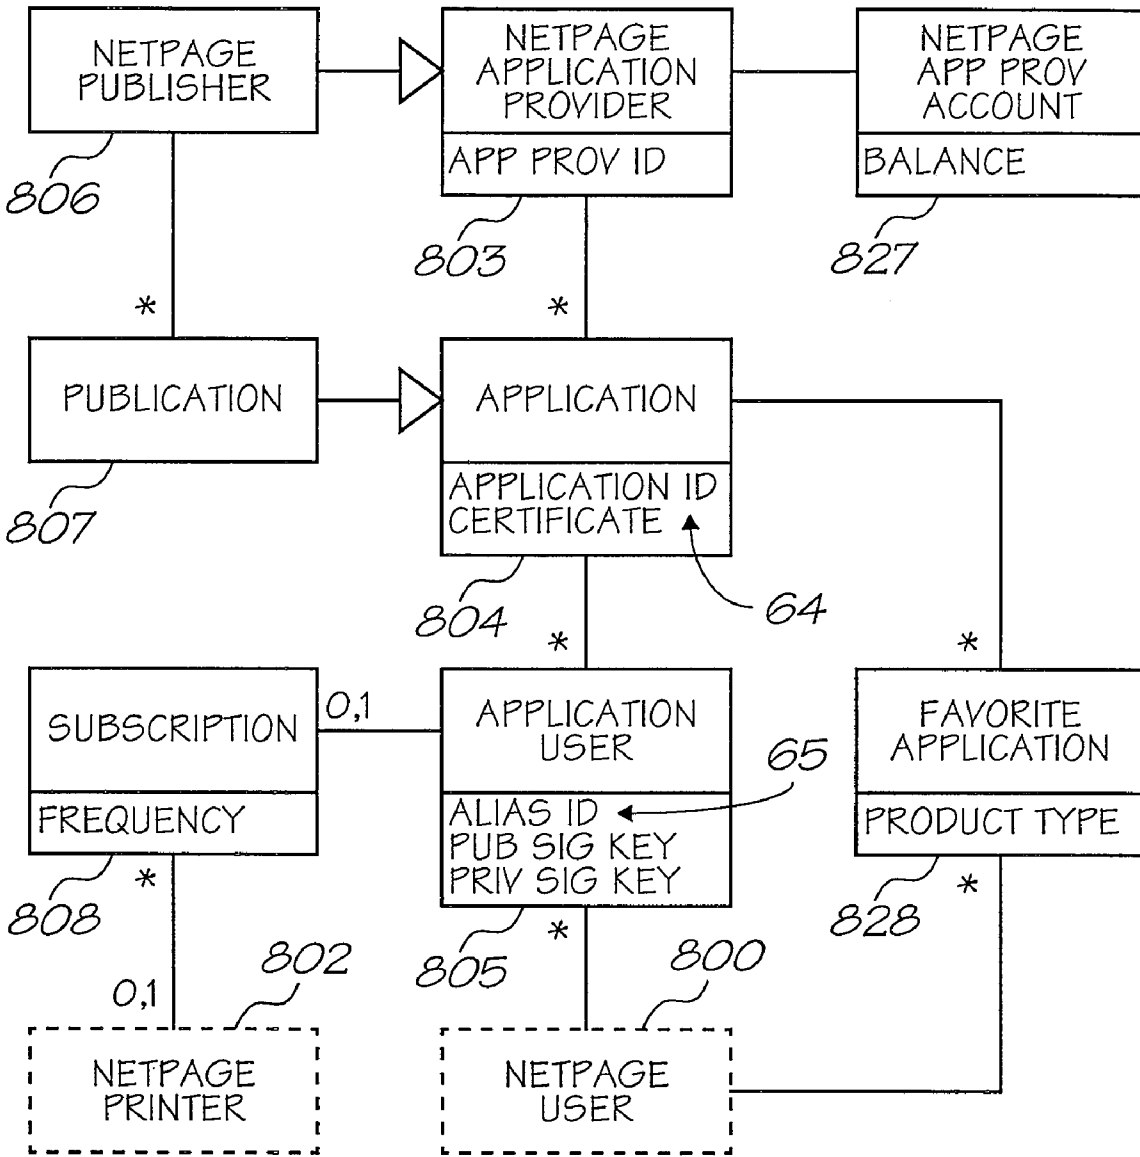 NETPAGE
PUBLISHER
806
NETPAGE
APPLICATION
PROVIDER
APP PROV ID
803
NETPAGE
APP PROV
ACCOUNT
BALANCE
827
*
*
PUBLICATION
807
APPLICATION
APPLICATION ID
CERTIFICATE
64
804
*
*
SUBSCRIPTION
0,1
FREQUENCY
808
*
APPLICATION
USER
65
ALIAS ID
PUB SIG KEY
PRIV SIG KEY
805
*
FAVORITE
APPLICATION
PRODUCT TYPE
828
*
802
0,1
NETPAGE
PRINTER
800
NETPAGE
USER